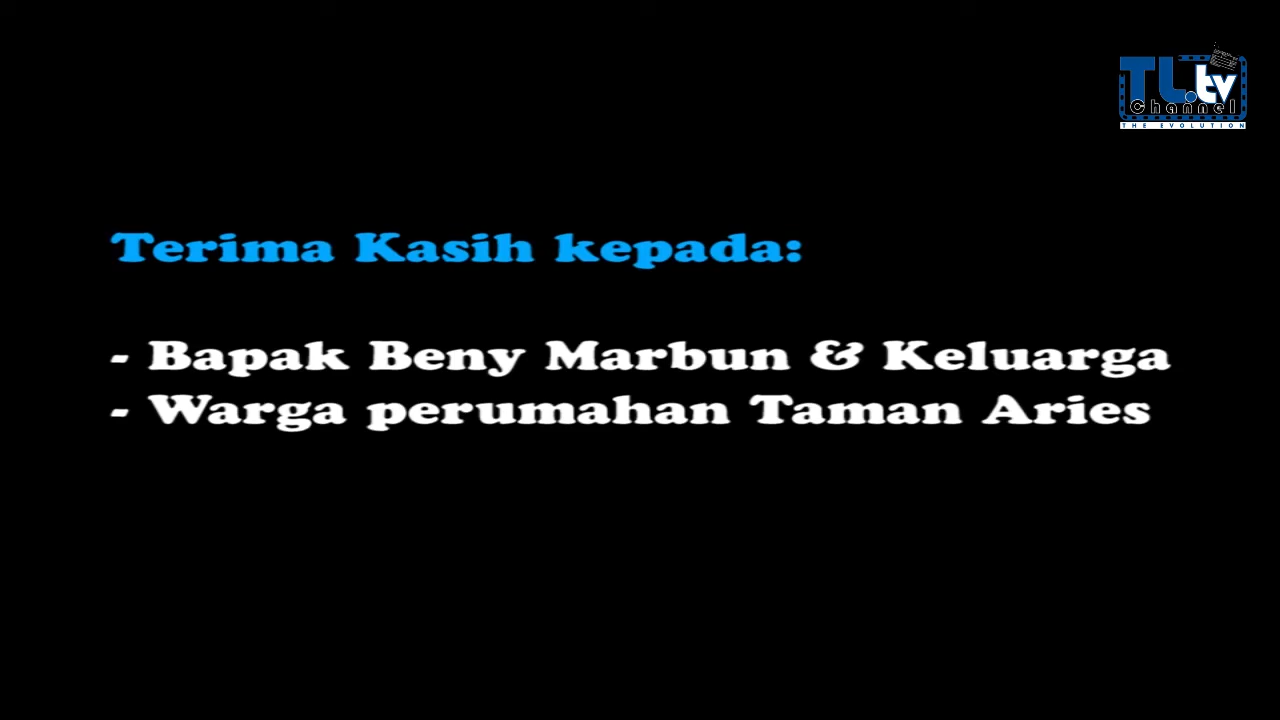 TL.tv
Channel
THE EVOLUTION
Terima Kasih kepada:
- Bapak Beny Marbun & Keluarga
- Warga perumahan Taman Aries